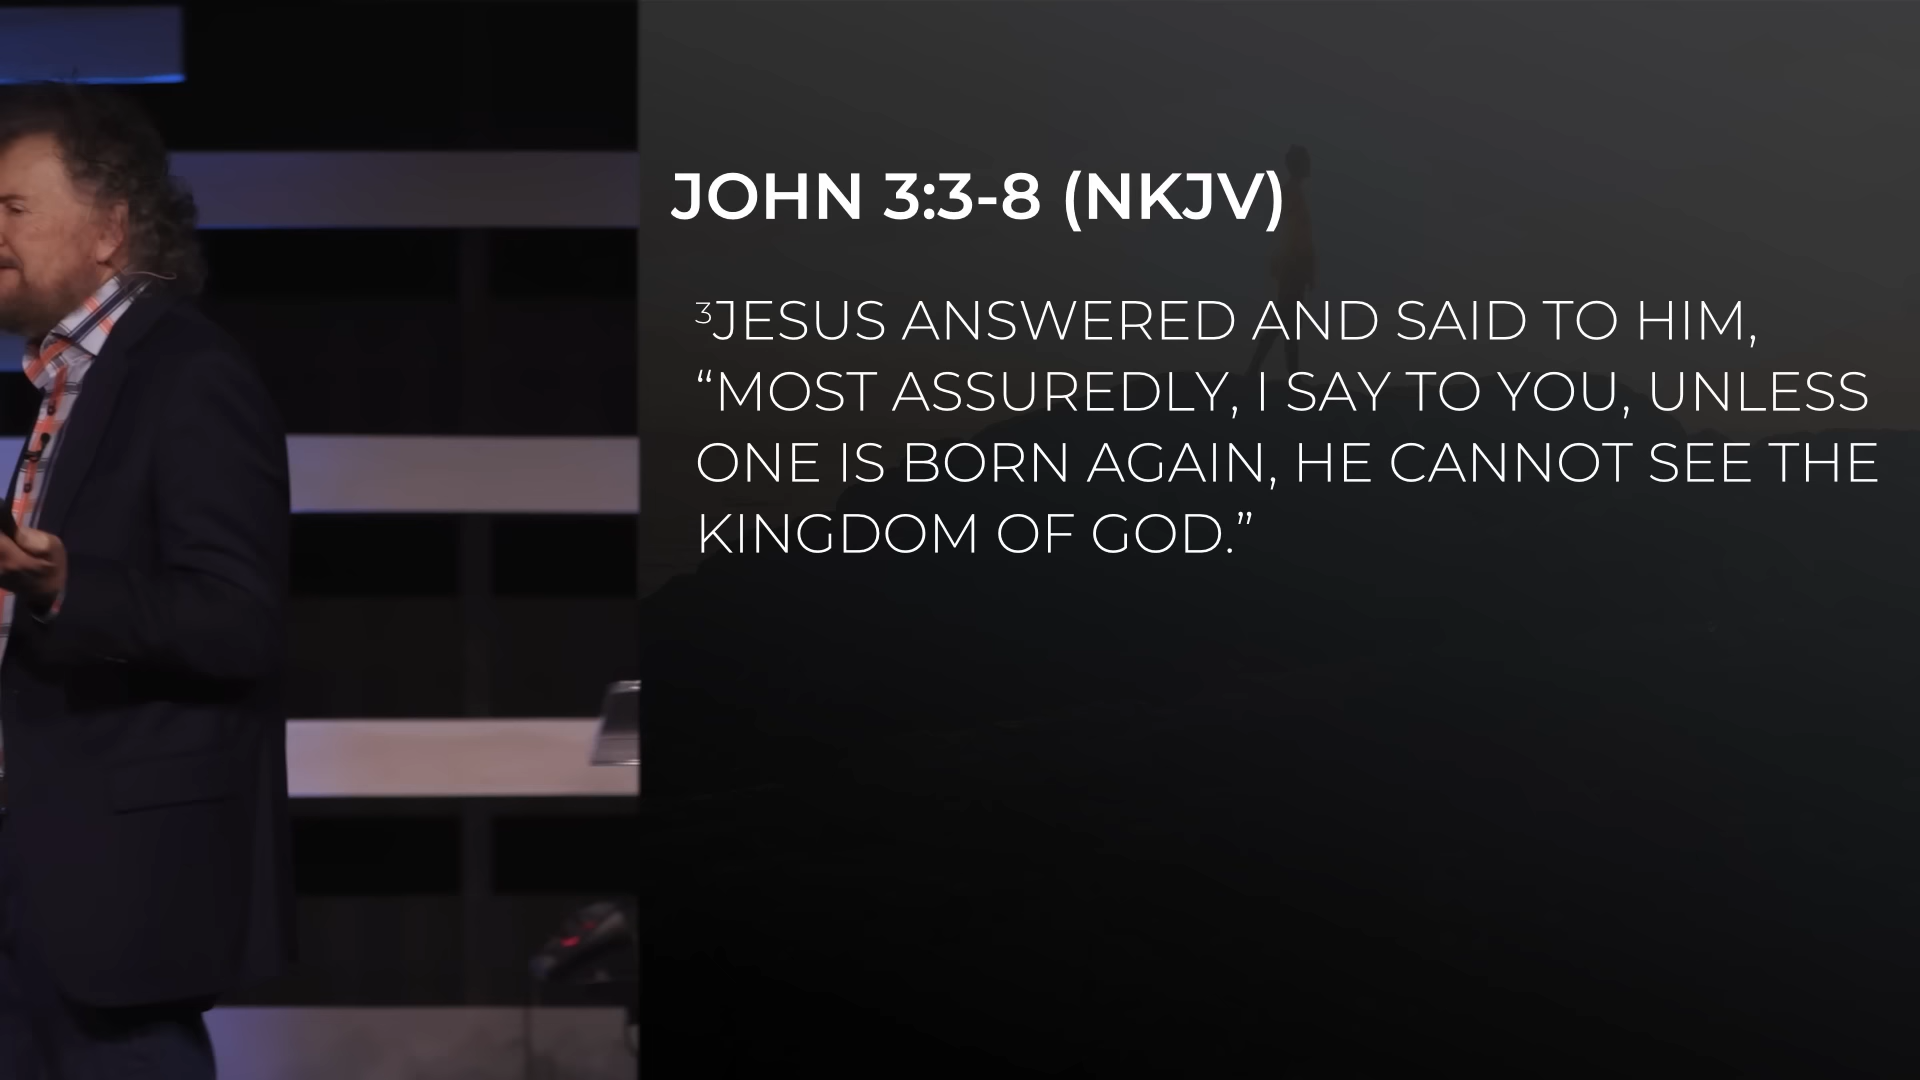 JOHN 3:3-8 (NKJV)
³JESUS ANSWERED AND SAID TO HIM,
“MOST ASSUREDLY, I SAY TO YOU, UNLESS
ONE IS BORN AGAIN, HE CANNOT SEE THE
KINGDOM OF GOD.”